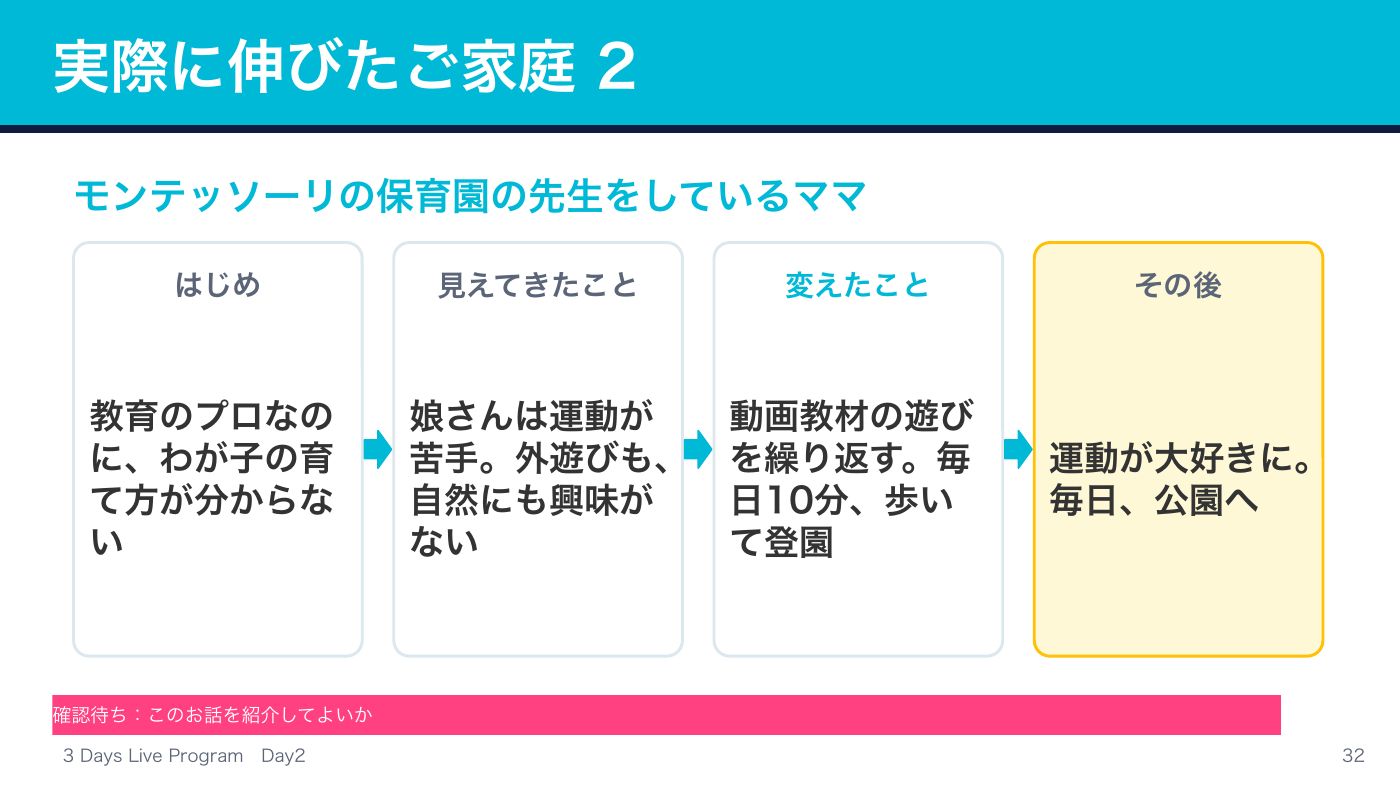 実際に伸びたご家庭 2
モンテッソーリの保育園の先生をしているママ
はじめ
教育のプロなの
に、わが子の育
て方が分からな
い
見えてきたこと
娘さんは運動が
苦手。外遊びも、
自然にも興味が
ない
変えたこと
動画教材の遊び
を繰り返す。毎
日10分、歩い
て登園
その後
運動が大好きに。
毎日、公園へ
確認待ち：このお話を紹介してよいか
3 Days Live Program　Day2
32